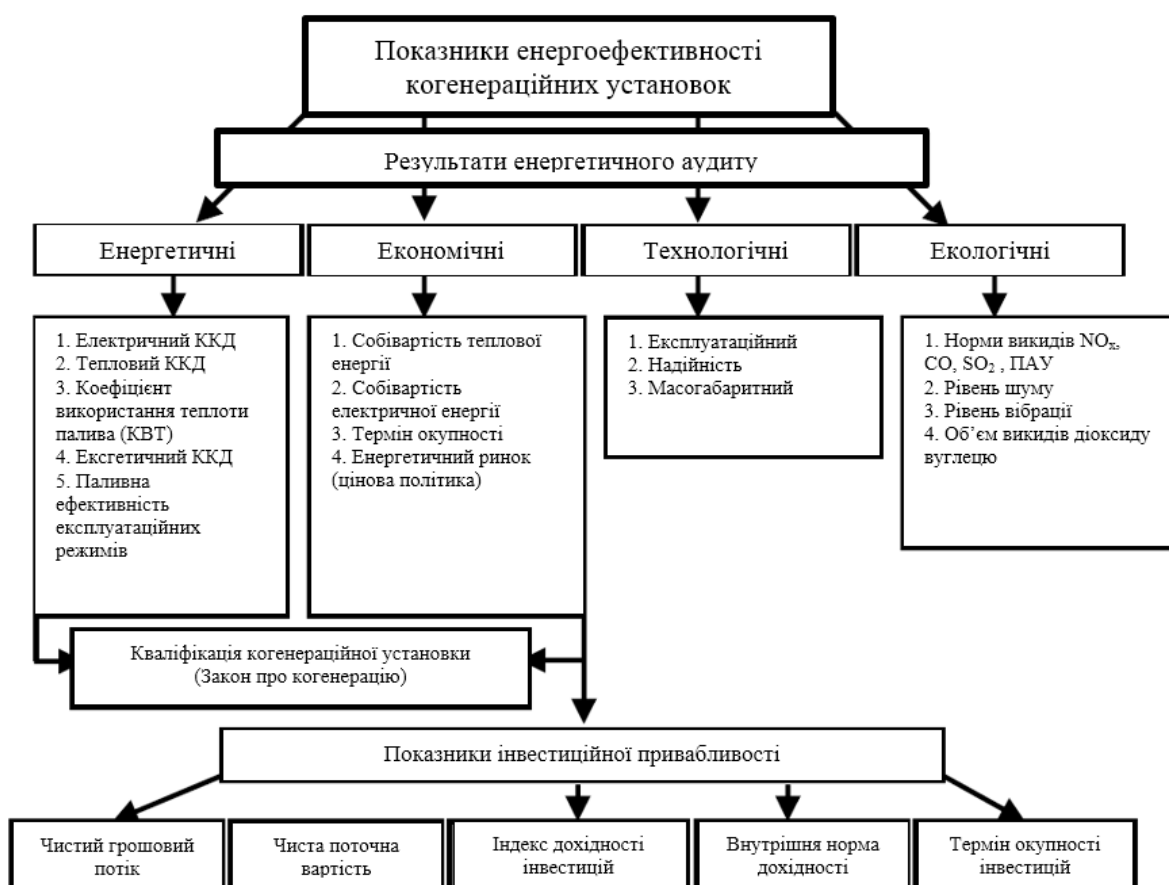 Показники енергоефективності
когенераційних установок
Результати енергетичного аудиту
Енергетичні
Економічні
Технологічні
Екологічні
1. Електричний ККД
2. Тепловий ККД
3. Коефіцієнт
використання теплоти
палива (КВТ)
4. Ексгетичний ККД
5. Паливна
ефективність
експлуатаційних
режимів
1. Собівартість теплової
енергії
2. Собівартість
електричної енергії
3. Термін окупності
4. Енергетичний ринок
(цінова політика)
1. Експлуатаційний
2. Надійність
3. Масогабаритний
1. Норми викидів NOₓ,
CO, SO₂ , ПАУ
2. Рівень шуму
3. Рівень вібрації
4. Об’єм викидів діоксиду
вуглецю
Кваліфікація когенераційної установки
(Закон про когенерацію)
Показники інвестиційної привабливості
Чистий грошовий
потік
Чиста поточна
вартість
Індекс дохідності
інвестицій
Внутрішня норма
дохідності
Термін окупності
інвестицій